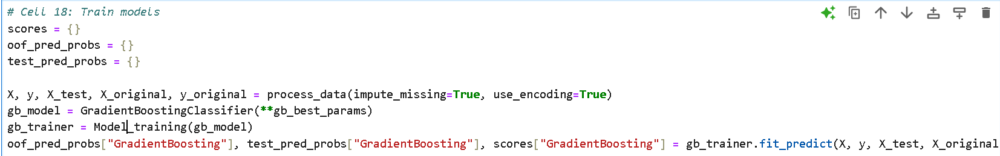 # Cell 18: Train models
scores = {}
oof_pred_probs = {}
test_pred_probs = {}
X, y, X_test, X_original, y_original = process_data(impute_missing=True, use_encoding=True)
gb_model = GradientBoostingClassifier(**gb_best_params)
gb_trainer = Model_training(gb_model)
oof_pred_probs["GradientBoosting"], test_pred_probs["GradientBoosting"], scores["GradientBoosting"] = gb_trainer.fit_predict(X, y, X_test, X_original